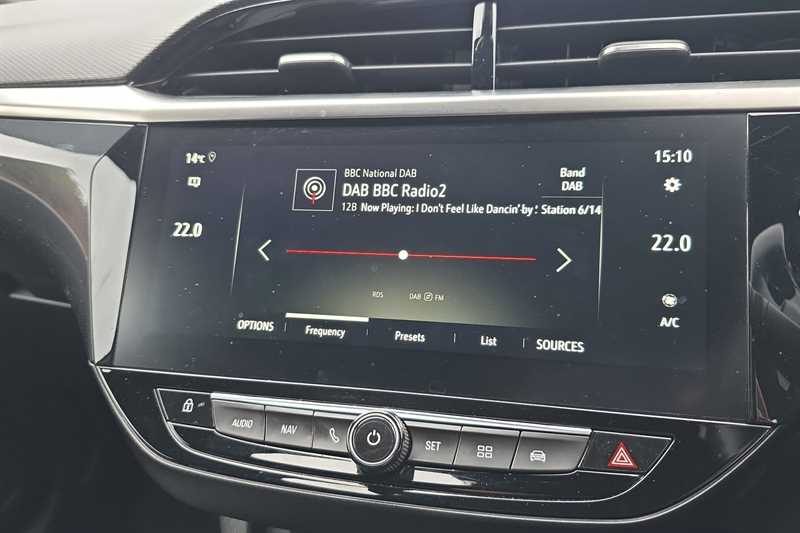 14°C
15:10
BBC National DAB
DAB BBC Radio2
12B Now Playing: I Don't Feel Like Dancin' by
Band
DAB
Station 6/14
22.0
22.0
RDS
DAB FM
A/C
OPTIONS
Frequency
Presets
List
SOURCES
AUDIO
NAV
SET